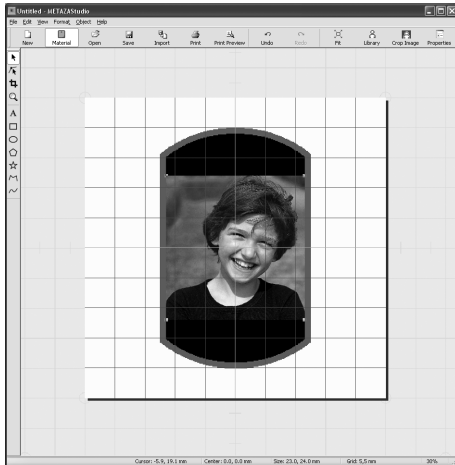 Untitled - METAZAStudio
File Edit View Format Object Help
New Material Open Save Import Print Print Preview Undo Redo Fit Library Crop Image Properties
A
Cursor: -5.9, 19.1 mm Center: 0.0, 0.0 mm Size: 23.0, 24.0 mm Grid: 5,5 mm 30%